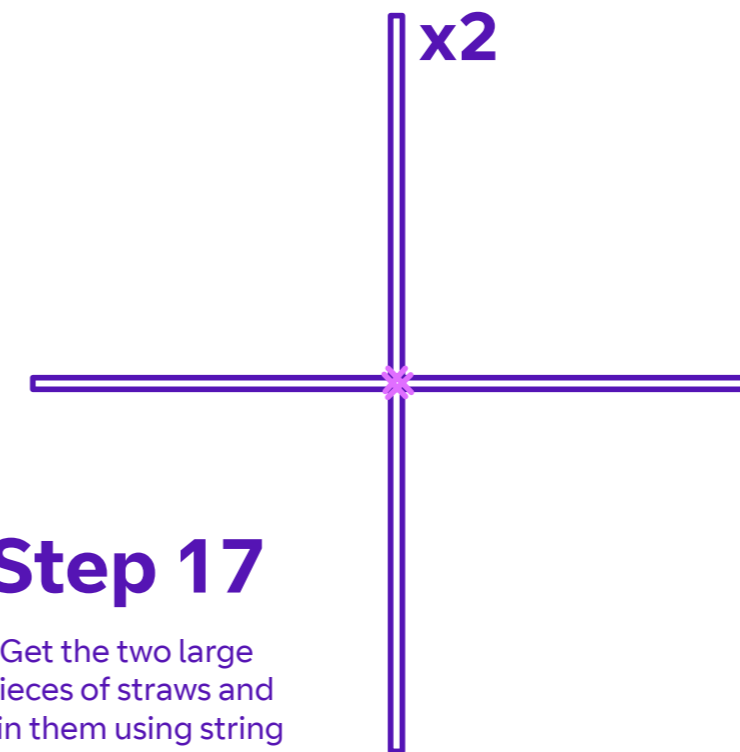 x2
Step 17
Get the two large
ieces of straws and
in them using string